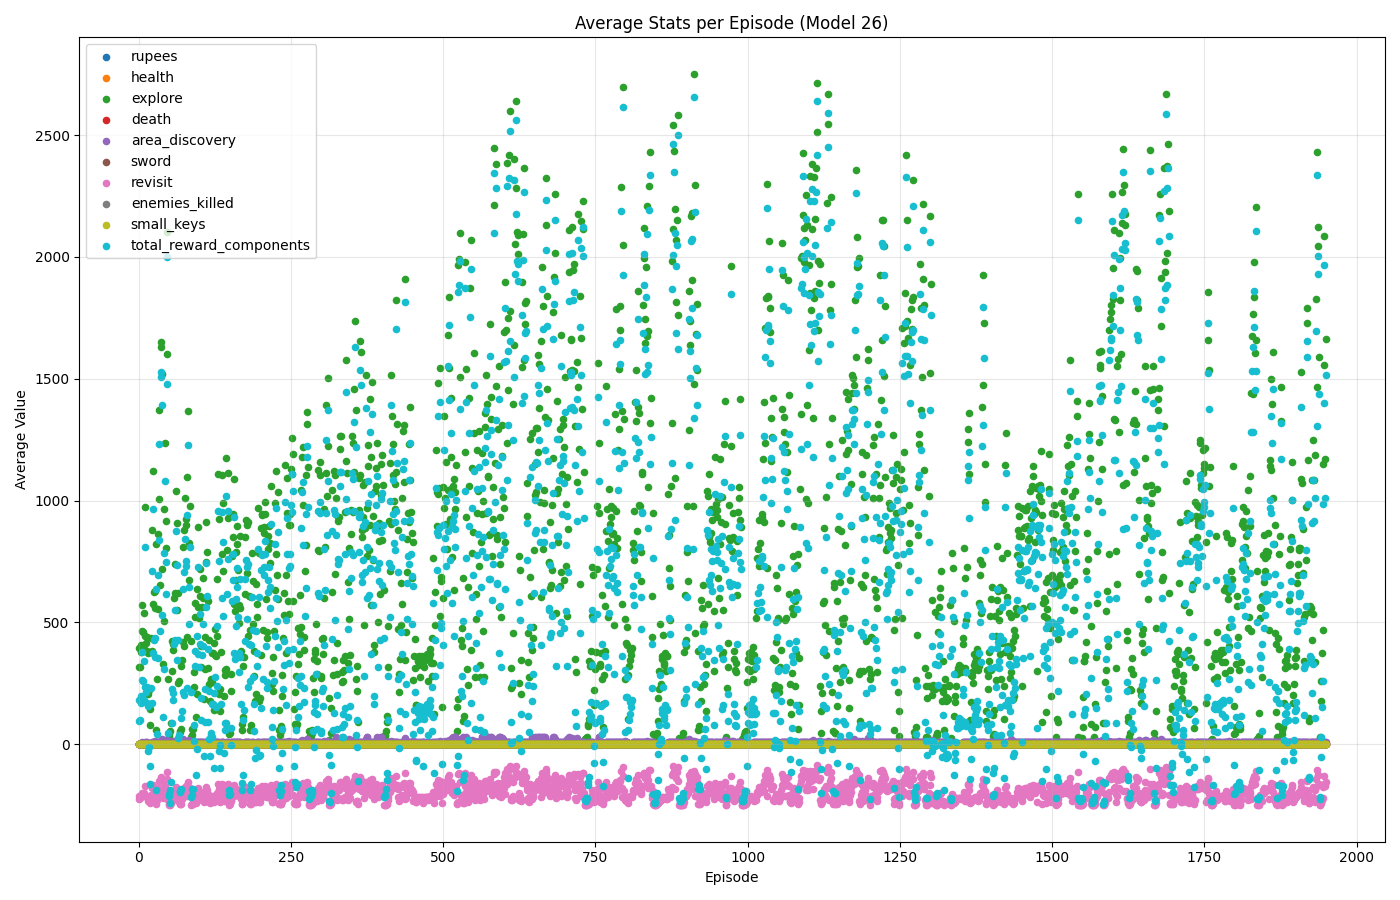 Average Stats per Episode (Model 26)
rupees
health
explore
death
area_discovery
sword
revisit
enemies_killed
small_keys
total_reward_components
Average Value
2500
2000
1500
1000
500
0
0 250 500 750 1000 1250 1500 1750 2000
Episode